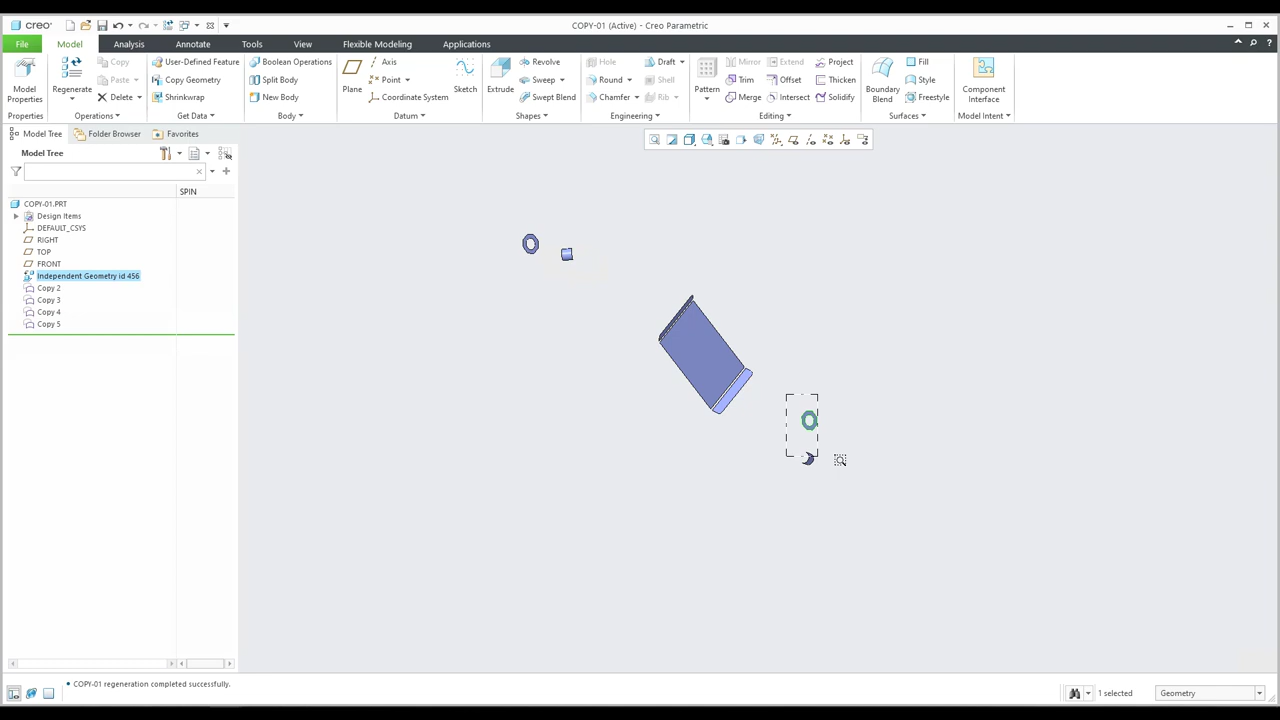 creo
COPY-01 (Active) - Creo Parametric
File
Model
Analysis
Annotate
Tools
View
Flexible Modeling
Applications
Model Properties
Properties
Regenerate
Copy
Paste
Delete
Operations
User-Defined Feature
Copy Geometry
Shrinkwrap
Get Data
Boolean Operations
Split Body
New Body
Body
Plane
Axis
Point
Coordinate System
Sketch
Datum
Extrude
Revolve
Sweep
Swept Blend
Shapes
Hole
Round
Chamfer
Draft
Shell
Rib
Engineering
Pattern
Mirror
Trim
Merge
Extend
Offset
Intersect
Project
Thicken
Solidify
Editing
Boundary Blend
Fill
Style
Freestyle
Surfaces
Component Interface
Model Intent
Model Tree
Folder Browser
Favorites
Model Tree
SPIN
COPY-01.PRT
Design Items
DEFAULT_CSYS
RIGHT
TOP
FRONT
Independent Geometry id 456
Copy 2
Copy 3
Copy 4
Copy 5
• COPY-01 regeneration completed successfully.
1 selected
Geometry